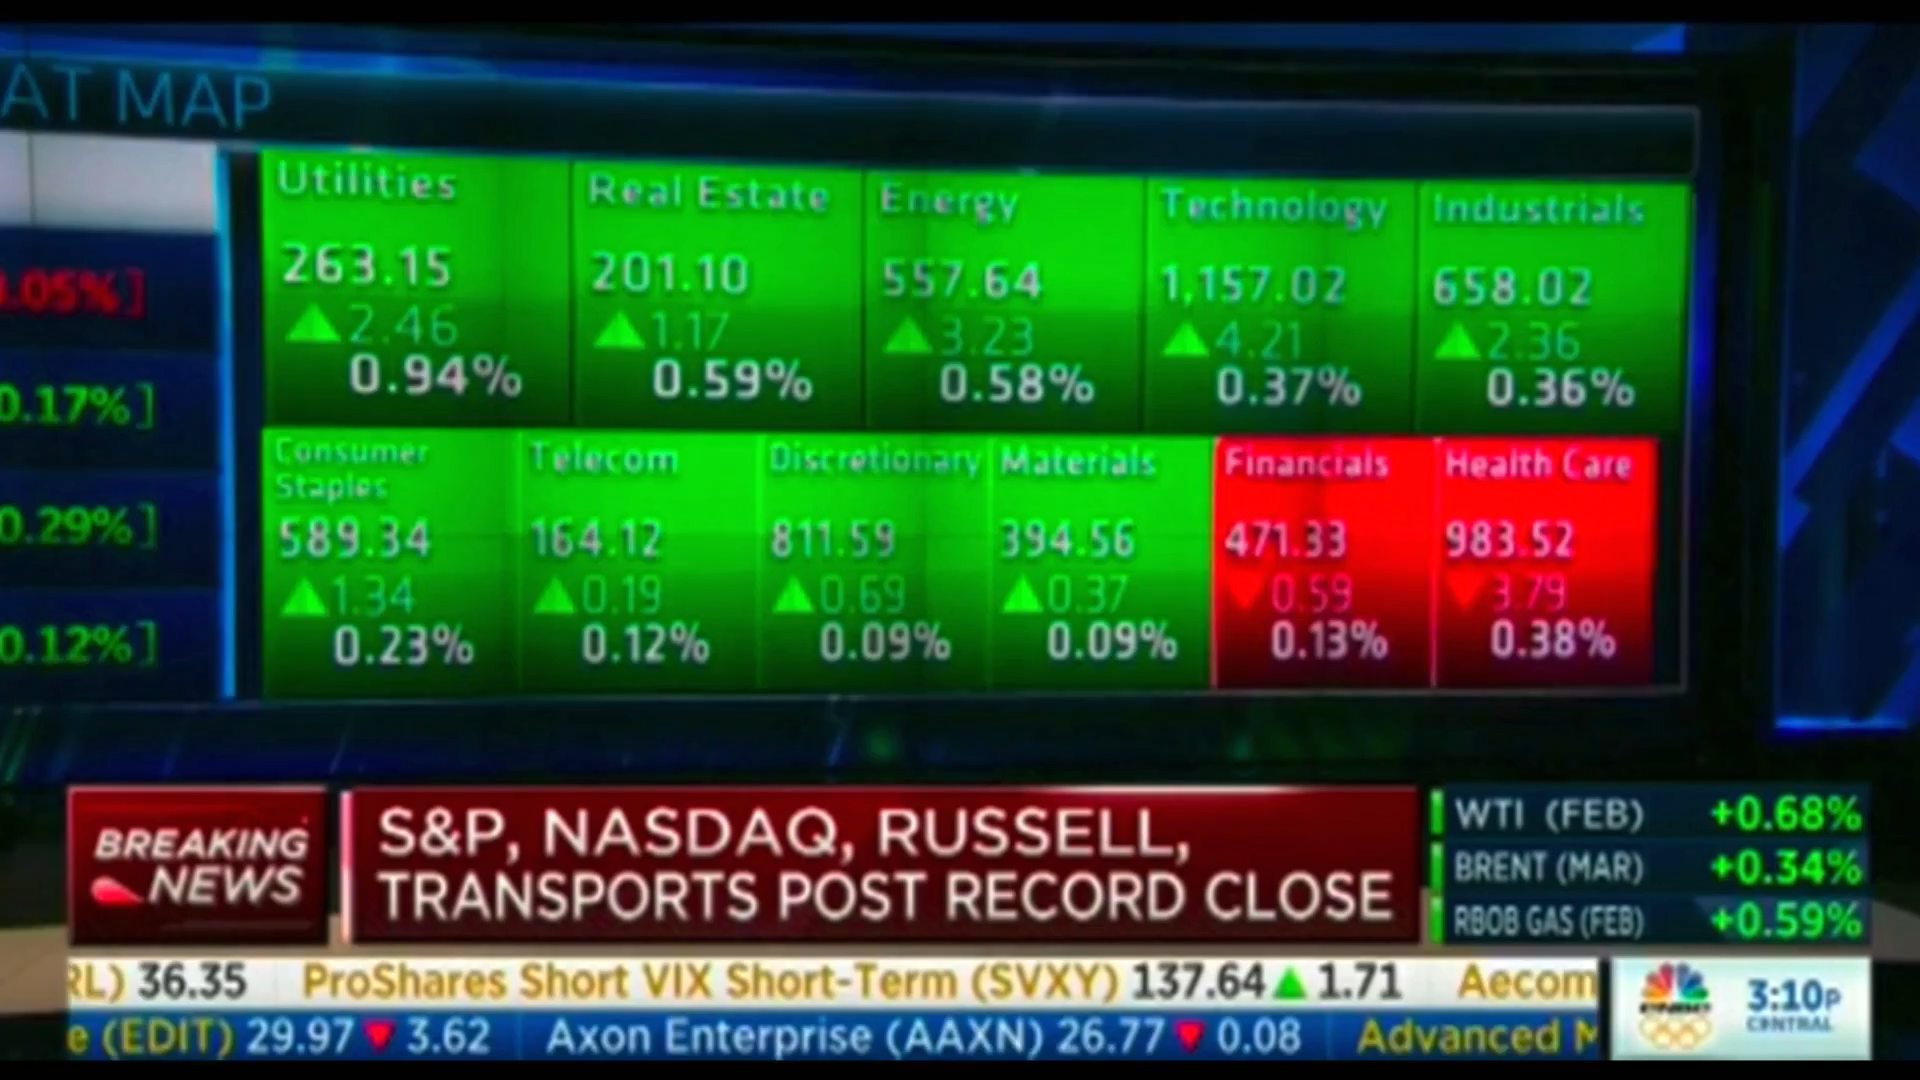 AT MAP
Utilities
263.15
▲2.46
0.94%
Real Estate
201.10
▲1.17
0.59%
Energy
557.64
▲3.23
0.58%
Technology
1,157.02
▲4.21
0.37%
Industrials
658.02
▲2.36
0.36%
.05%]
0.17%]
0.29%]
0.12%]
Consumer
Staples
589.34
▲1.34
0.23%
Telecom
164.12
▲0.19
0.12%
Discretionary
811.59
▲0.69
0.09%
Materials
394.56
▲0.37
0.09%
Financials
471.33
▼0.59
0.13%
Health Care
983.52
▼3.79
0.38%
BREAKING
NEWS
S&P, NASDAQ, RUSSELL,
TRANSPORTS POST RECORD CLOSE
WTI (FEB) +0.68%
BRENT (MAR) +0.34%
RBOB GAS (FEB) +0.59%
RL) 36.35 ProShares Short VIX Short-Term (SVXY) 137.64▲1.71 Aecom
e (EDIT) 29.97▼3.62 Axon Enterprise (AAXN) 26.77▼0.08 Advanced M
CNBC
3:10P
CENTRAL